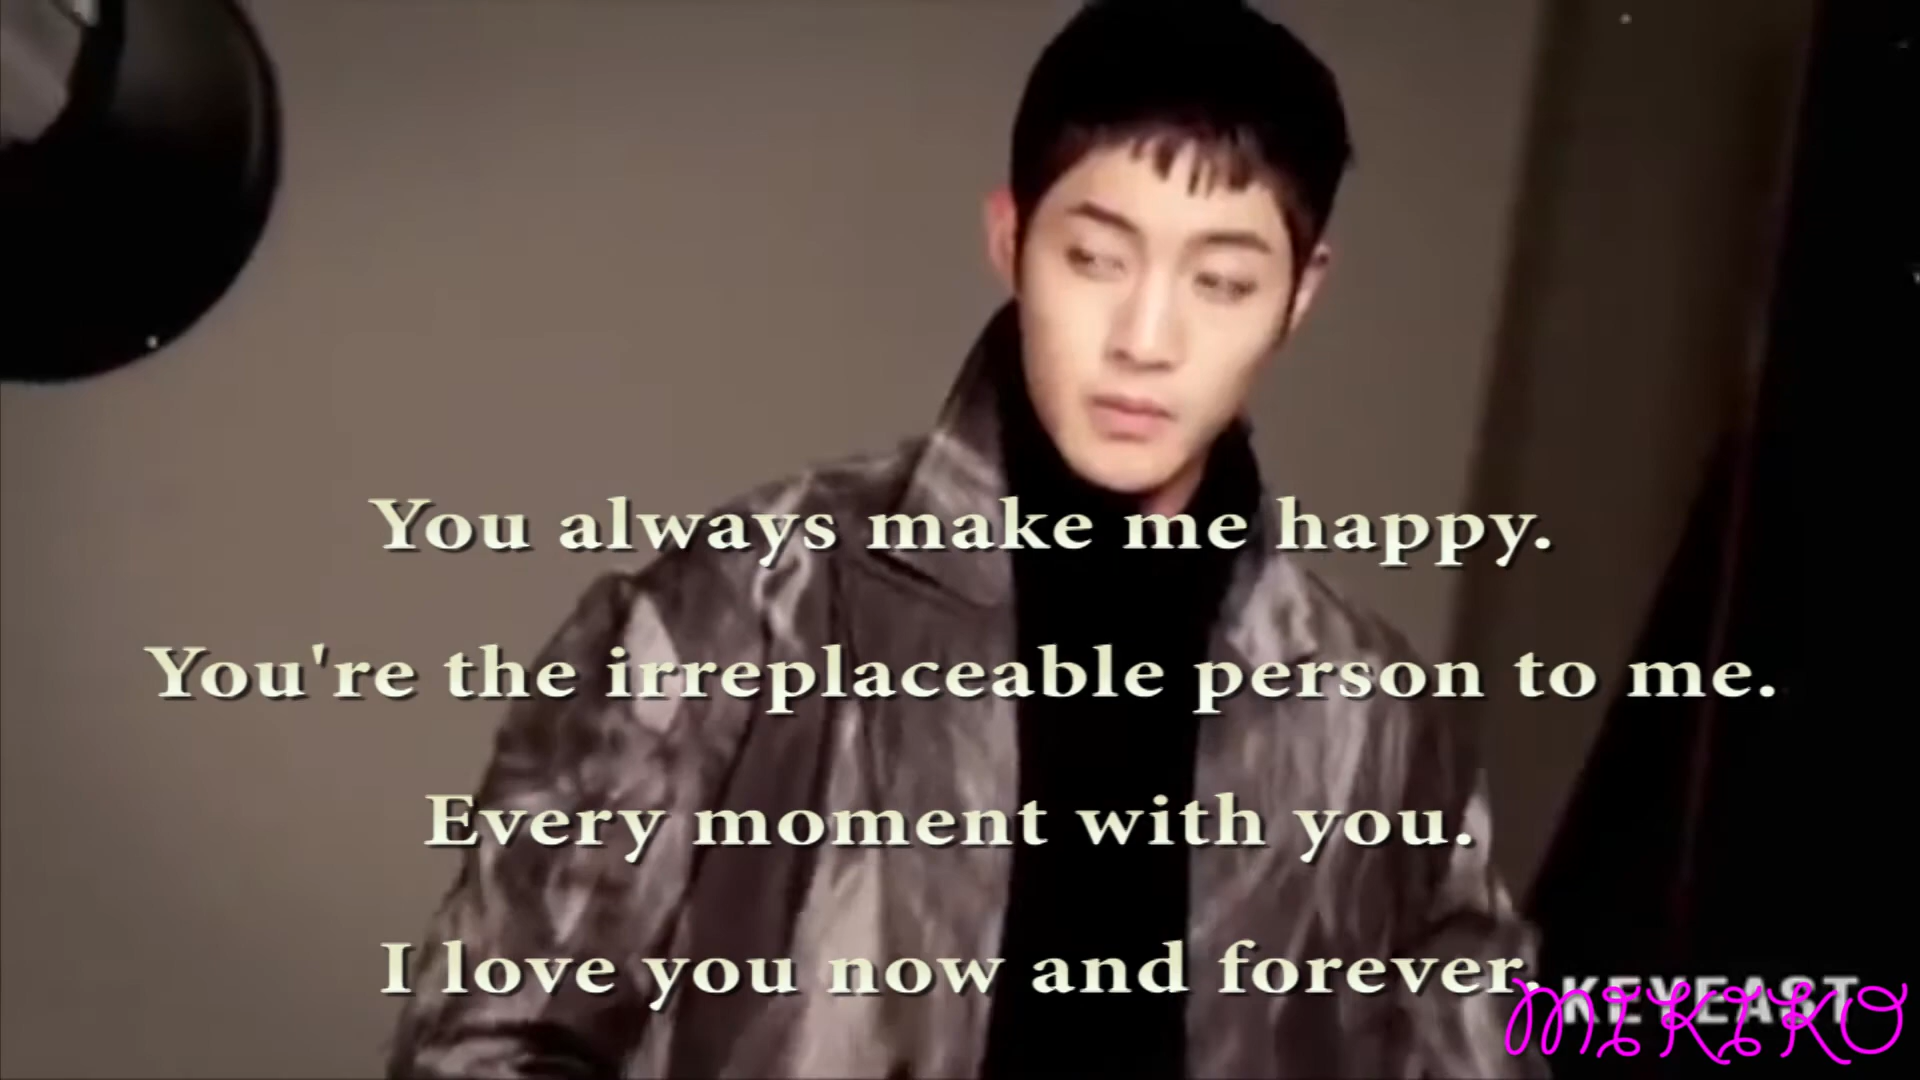 You always make me happy.
You're the irreplaceable person to me.
Every moment with you.
I love you now and forever.
KEYEAST
MIKIKO